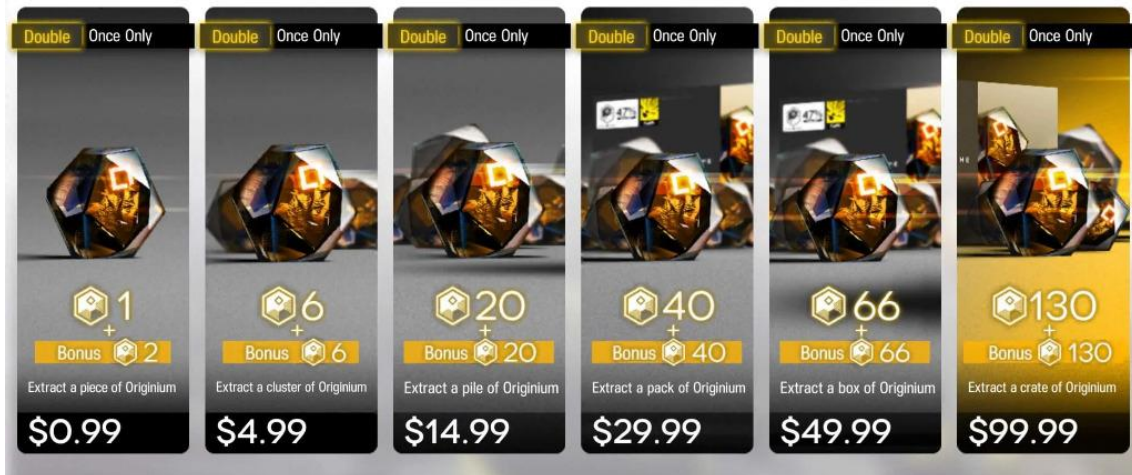 Double Once Only
1
+
Bonus 2
Extract a piece of Originium
$0.99
Double Once Only
6
+
Bonus 6
Extract a cluster of Originium
$4.99
Double Once Only
20
+
Bonus 20
Extract a pile of Originium
$14.99
Double Once Only
47%
40
+
Bonus 40
Extract a pack of Originium
$29.99
Double Once Only
47%
66
+
Bonus 66
Extract a box of Originium
$49.99
Double Once Only
HE
130
+
Bonus 130
Extract a crate of Originium
$99.99